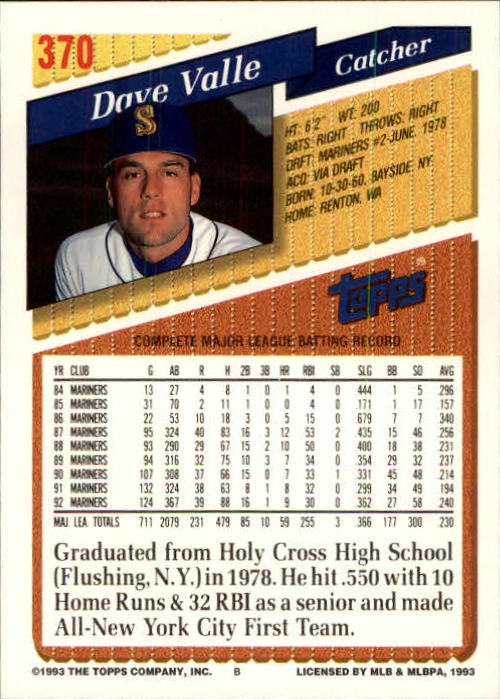 370
Dave Valle
Catcher
S
HT: 6'2" WT: 200
BATS: RIGHT THROWS: RIGHT
DRFT: MARINERS #2-JUNE, 1978
ACQ: VIA DRAFT
BORN: 10-30-60, BAYSIDE, NY
HOME: RENTON, WA
TOPPS ®
COMPLETE MAJOR LEAGUE BATTING RECORD
YR CLUB G AB R H 2B 3B HR RBI SB SLG BB SO AVG
84 MARINERS 13 27 4 8 1 0 1 4 0 .444 1 5 .296
85 MARINERS 31 70 2 11 1 0 0 4 0 .171 1 17 .157
86 MARINERS 22 53 10 18 3 0 5 15 0 .679 7 7 .340
87 MARINERS 95 324 40 83 16 3 12 53 2 .435 15 46 .256
88 MARINERS 93 290 29 67 15 2 10 50 0 .400 18 38 .231
89 MARINERS 94 316 32 75 10 3 7 34 0 .354 29 32 .237
90 MARINERS 107 308 37 66 15 0 7 33 1 .331 45 48 .214
91 MARINERS 132 324 38 63 8 1 8 32 0 .299 34 49 .194
92 MARINERS 124 367 39 88 16 1 9 30 0 .362 27 58 .240
MAJ. LEA. TOTALS 711 2079 231 479 85 10 59 255 3 .366 177 300 .230
Graduated from Holy Cross High School
(Flushing, N.Y.) in 1978. He hit .550 with 10
Home Runs & 32 RBI as a senior and made
All-New York City First Team.
©1993 THE TOPPS COMPANY, INC. B LICENSED BY MLB & MLBPA, 1993